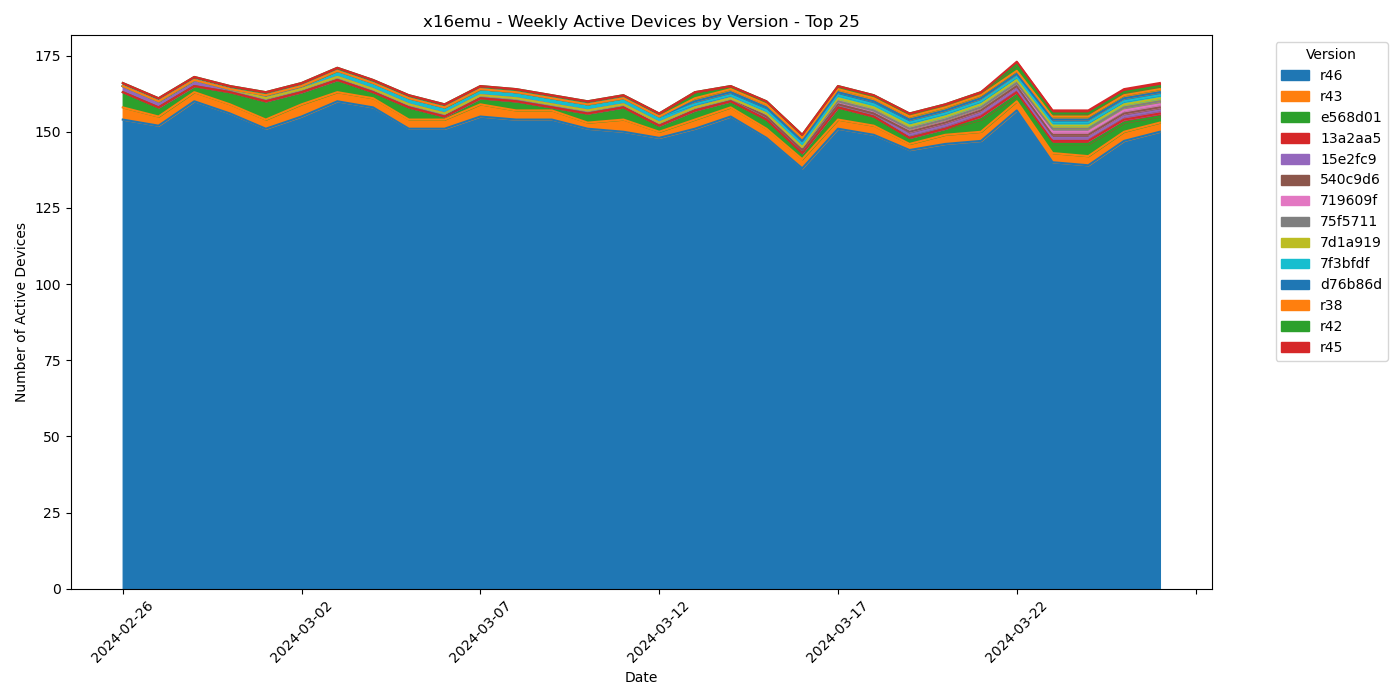 x16emu - Weekly Active Devices by Version - Top 25
175
150
125
100
75
50
25
0
Number of Active Devices
2024-02-26
2024-03-02
2024-03-07
2024-03-12
2024-03-17
2024-03-22
Date
Version
r46
r43
e568d01
13a2aa5
15e2fc9
540c9d6
719609f
75f5711
7d1a919
7f3bfdf
d76b86d
r38
r42
r45